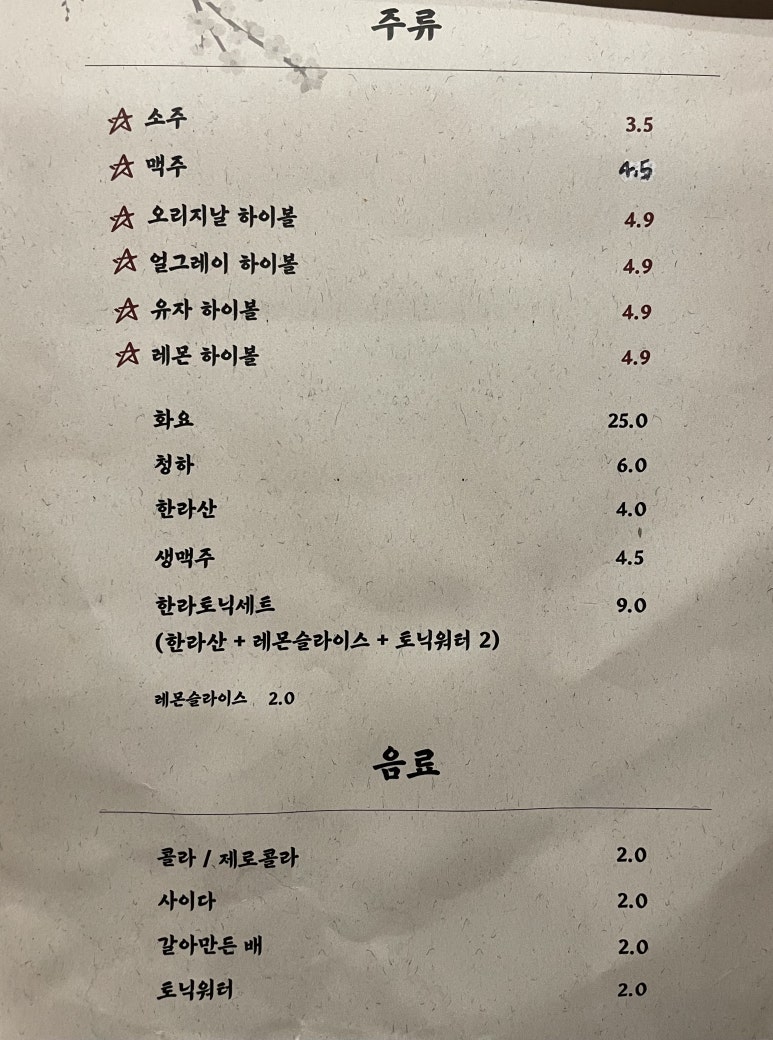 주류
소주 3.5
맥주 4.5
오리지날 하이볼 4.9
얼그레이 하이볼 4.9
유자 하이볼 4.9
레몬 하이볼 4.9
화요 25.0
청하 6.0
한라산 4.0
생맥주 4.5
한라토닉세트 9.0
(한라산 + 레몬슬라이스 + 토닉워터 2)
레몬슬라이스 2.0
음료
콜라 / 제로콜라 2.0
사이다 2.0
갈아만든 배 2.0
토닉워터 2.0